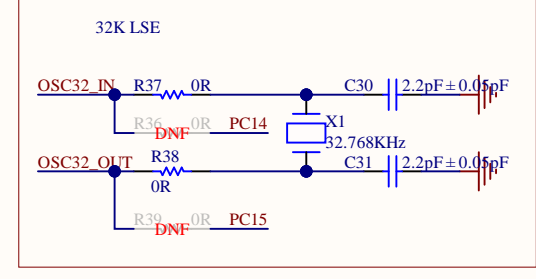 32K LSE
OSC32_IN R37 0R C30 2.2pF±0.05pF
R36 0R DNF PC14
X1
32.768KHz
OSC32_OUT R38 C31 2.2pF±0.05pF
0R
R39 0R DNF PC15